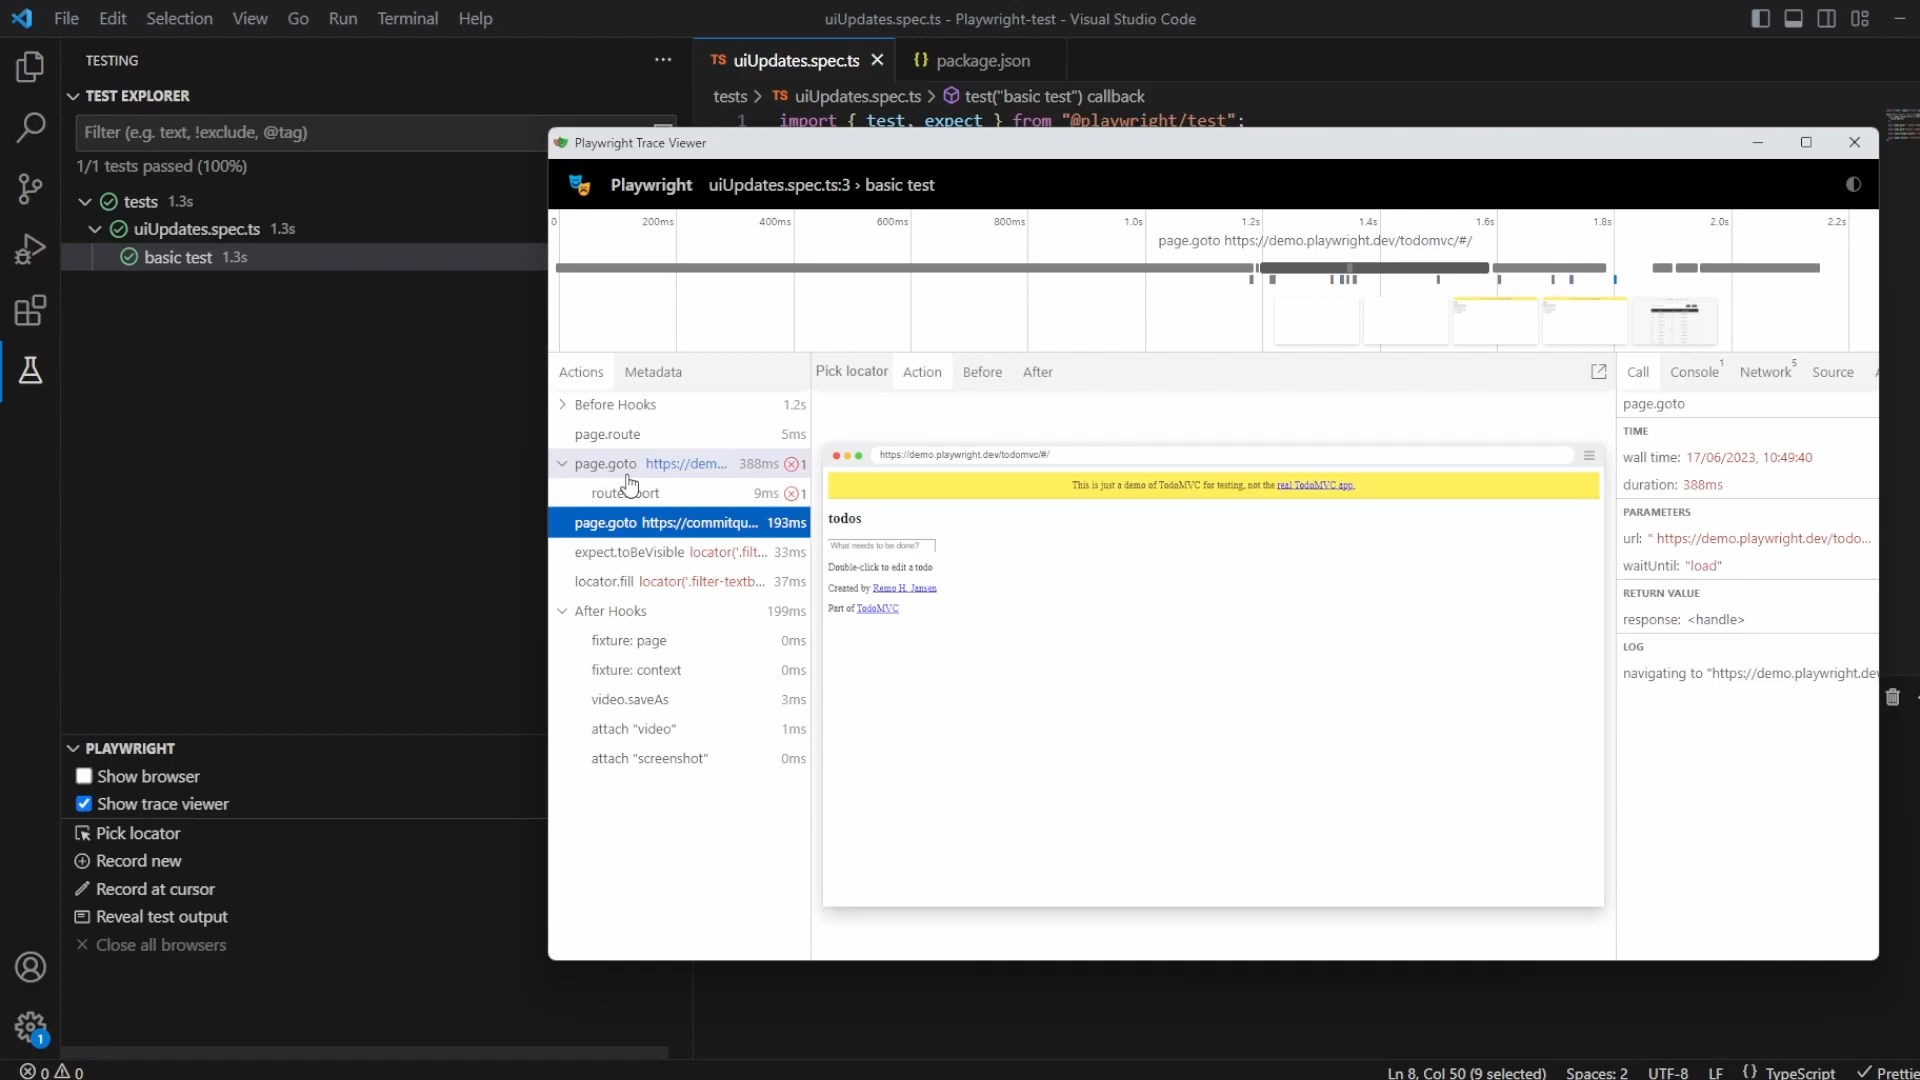 File Edit Selection View Go Run Terminal Help
uiUpdates.spec.ts - Playwright-test - Visual Studio Code
TESTING
TEST EXPLORER
Filter (e.g. text, !exclude, @tag)
1/1 tests passed (100%)
tests 1.3s
uiUpdates.spec.ts 1.3s
basic test 1.3s
PLAYWRIGHT
Show browser
Show trace viewer
Pick locator
Record new
Record at cursor
Reveal test output
Close all browsers
1
TS uiUpdates.spec.ts
{} package.json
tests > TS uiUpdates.spec.ts > test("basic test") callback
1 import { test, expect } from "@playwright/test";
Playwright Trace Viewer
Playwright uiUpdates.spec.ts:3 › basic test
0 200ms 400ms 600ms 800ms 1.0s 1.2s 1.4s 1.6s 1.8s 2.0s 2.2s
page.goto https://demo.playwright.dev/todomvc/#/
Actions Metadata
Before Hooks 1.2s
page.route 5ms
page.goto https://dem... 388ms 1
9ms 1
page.goto https://commitqu... 193ms
expect.toBeVisible locator('.filt... 33ms
locator.fill locator('.filter-textb... 37ms
After Hooks 199ms
fixture: page 0ms
fixture: context 0ms
video.saveAs 3ms
attach "video" 1ms
attach "screenshot" 0ms
Pick locator Action Before After
https://demo.playwright.dev/todomvc/#/
This is just a demo of TodoMVC for testing, not the real TodoMVC app.
todos
What needs to be done?
Double-click to edit a todo
Created by Remo H. Jansen
Part of TodoMVC
Call Console 1 Network 5 Source
page.goto
TIME
wall time: 17/06/2023, 10:49:40
duration: 388ms
PARAMETERS
url: " https://demo.playwright.dev/todo...
waitUntil: "load"
RETURN VALUE
response: <handle>
LOG
navigating to "https://demo.playwright.de
0 0
Ln 8, Col 50 (9 selected) Spaces: 2 UTF-8 LF {} TypeScript Prettie